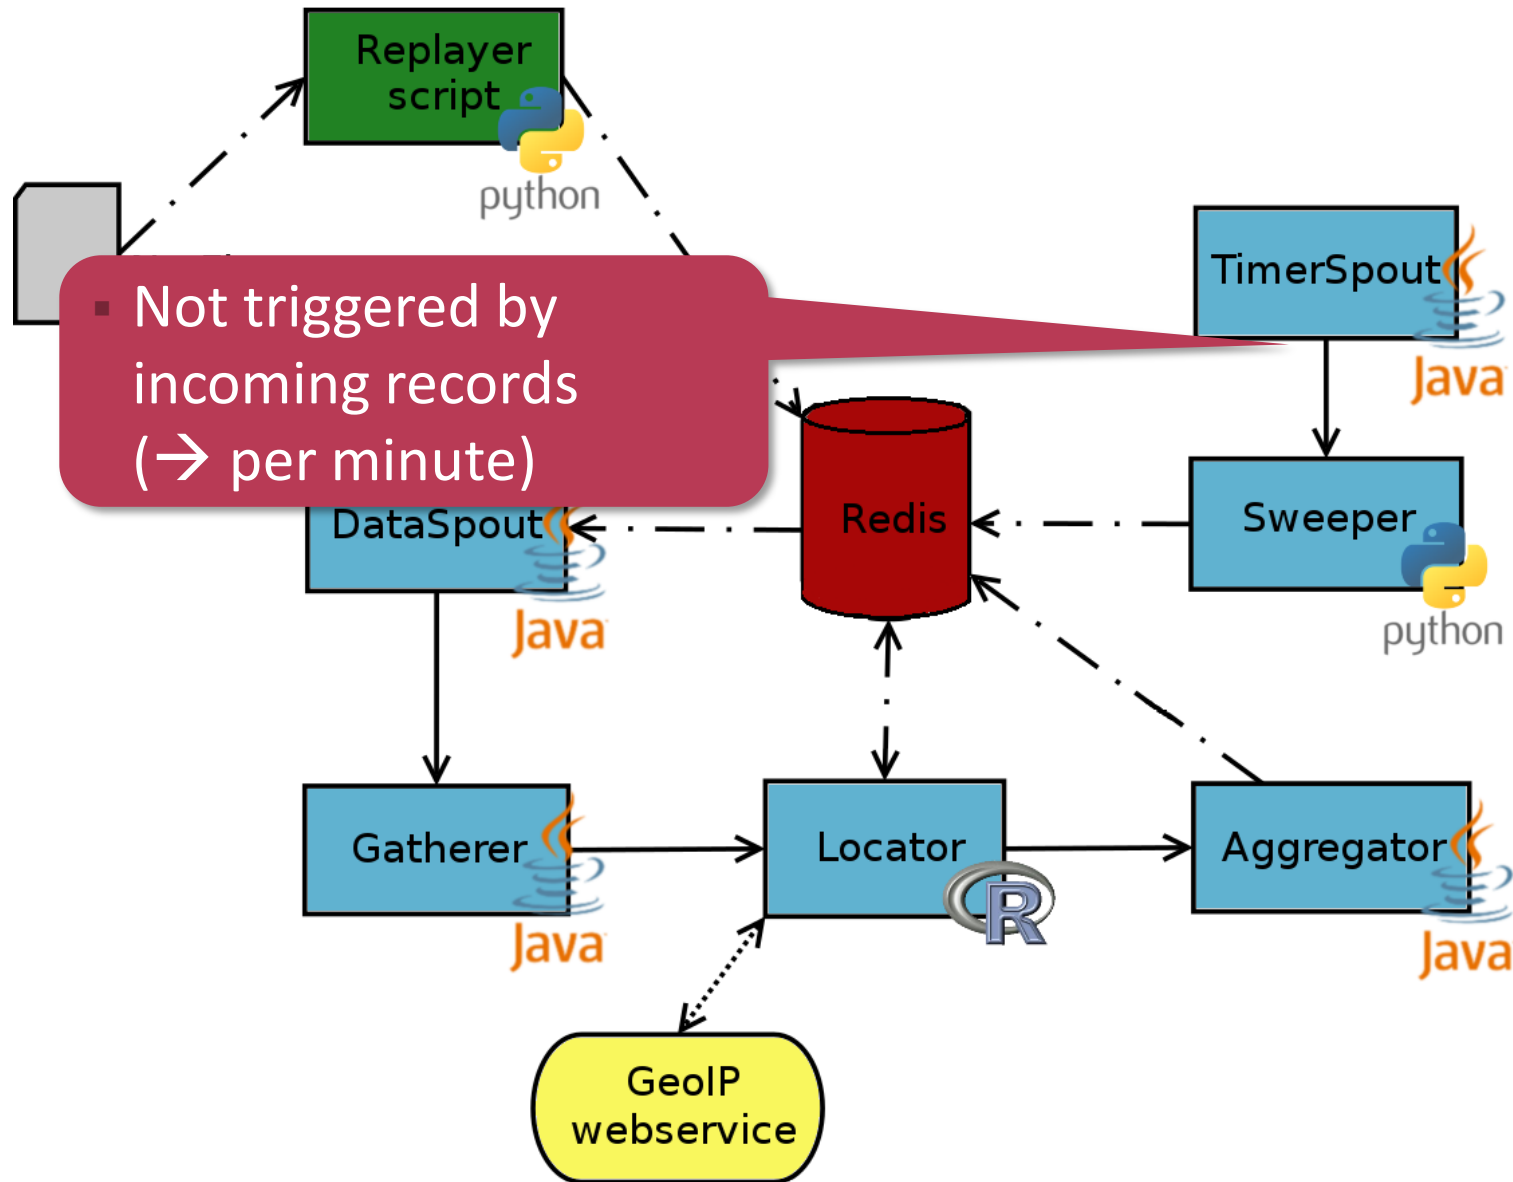 Replayer
script
python
TimerSpout
Java
Not triggered by
incoming records
(→ per minute)
Redis
Sweeper
python
DataSpout
Java
Gatherer
Java
Locator
R
Aggregator
Java
GeoIP
webservice